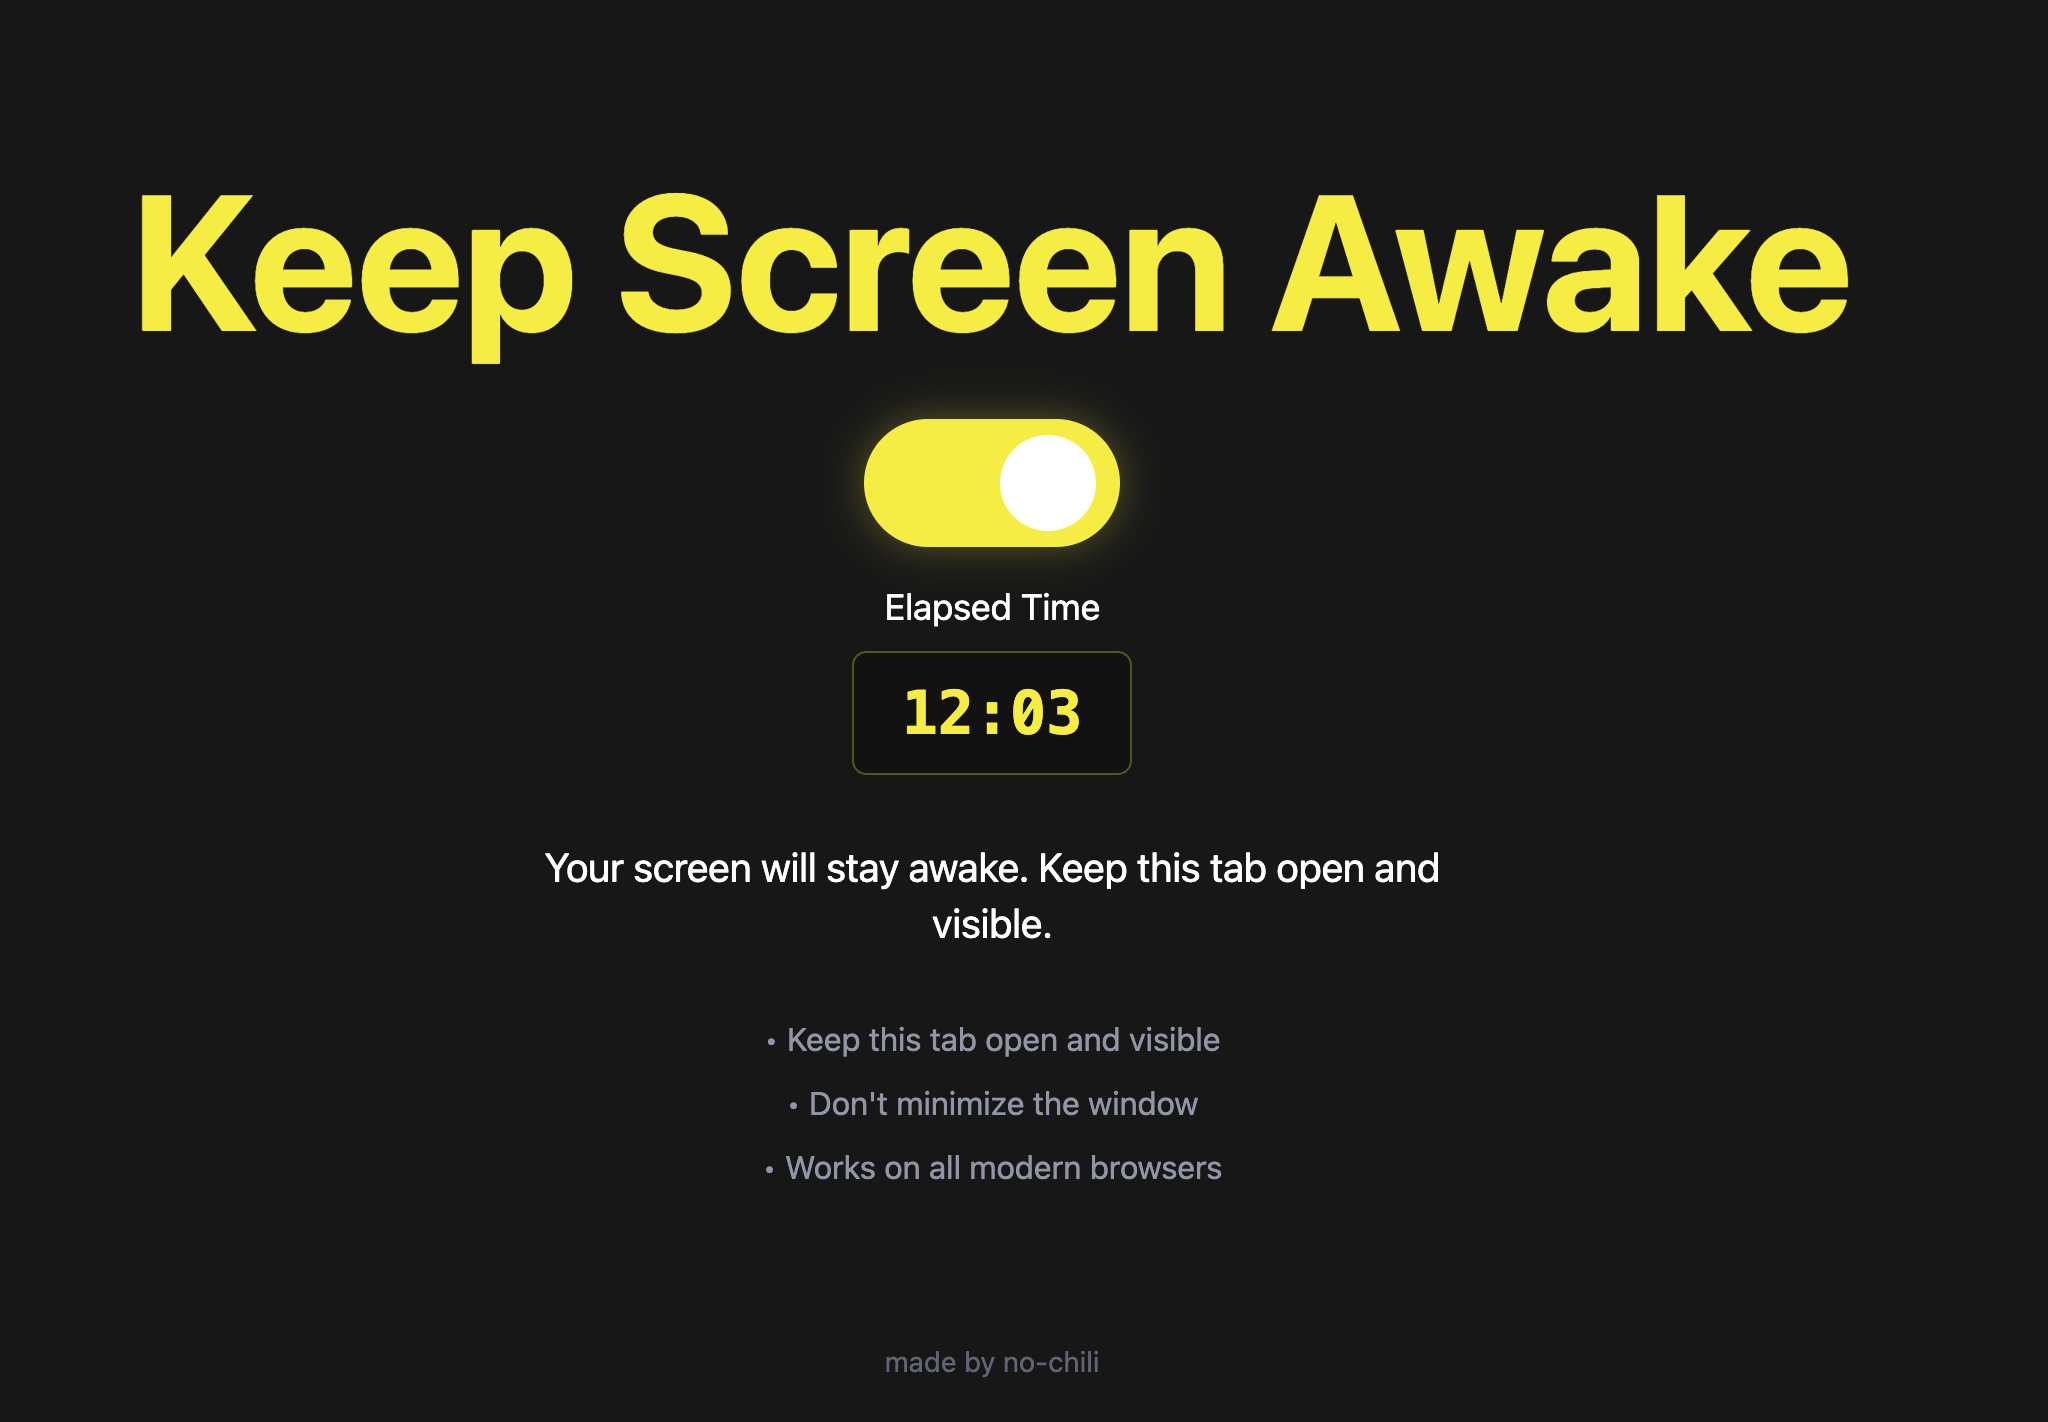 Keep Screen Awake
Elapsed Time
12:03
Your screen will stay awake. Keep this tab open and
visible.
• Keep this tab open and visible
• Don't minimize the window
• Works on all modern browsers
made by no-chili